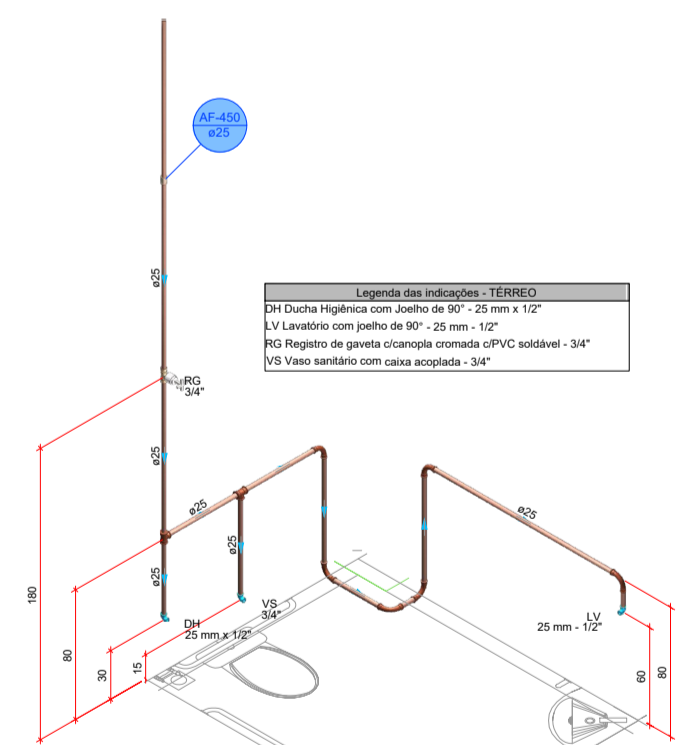 AF-450
ø25
ø25
Legenda das indicações - TÉRREO
DH Ducha Higiênica com Joelho de 90° - 25 mm x 1/2"
LV Lavatório com joelho de 90° - 25 mm - 1/2"
RG Registro de gaveta c/canopla cromada c/PVC soldável - 3/4"
VS Vaso sanitário com caixa acoplada - 3/4"
RG
3/4"
ø25
ø25
ø25
ø25
ø25
DH
25 mm x 1/2"
VS
3/4"
LV
25 mm - 1/2"
180
80
30
15
60
80